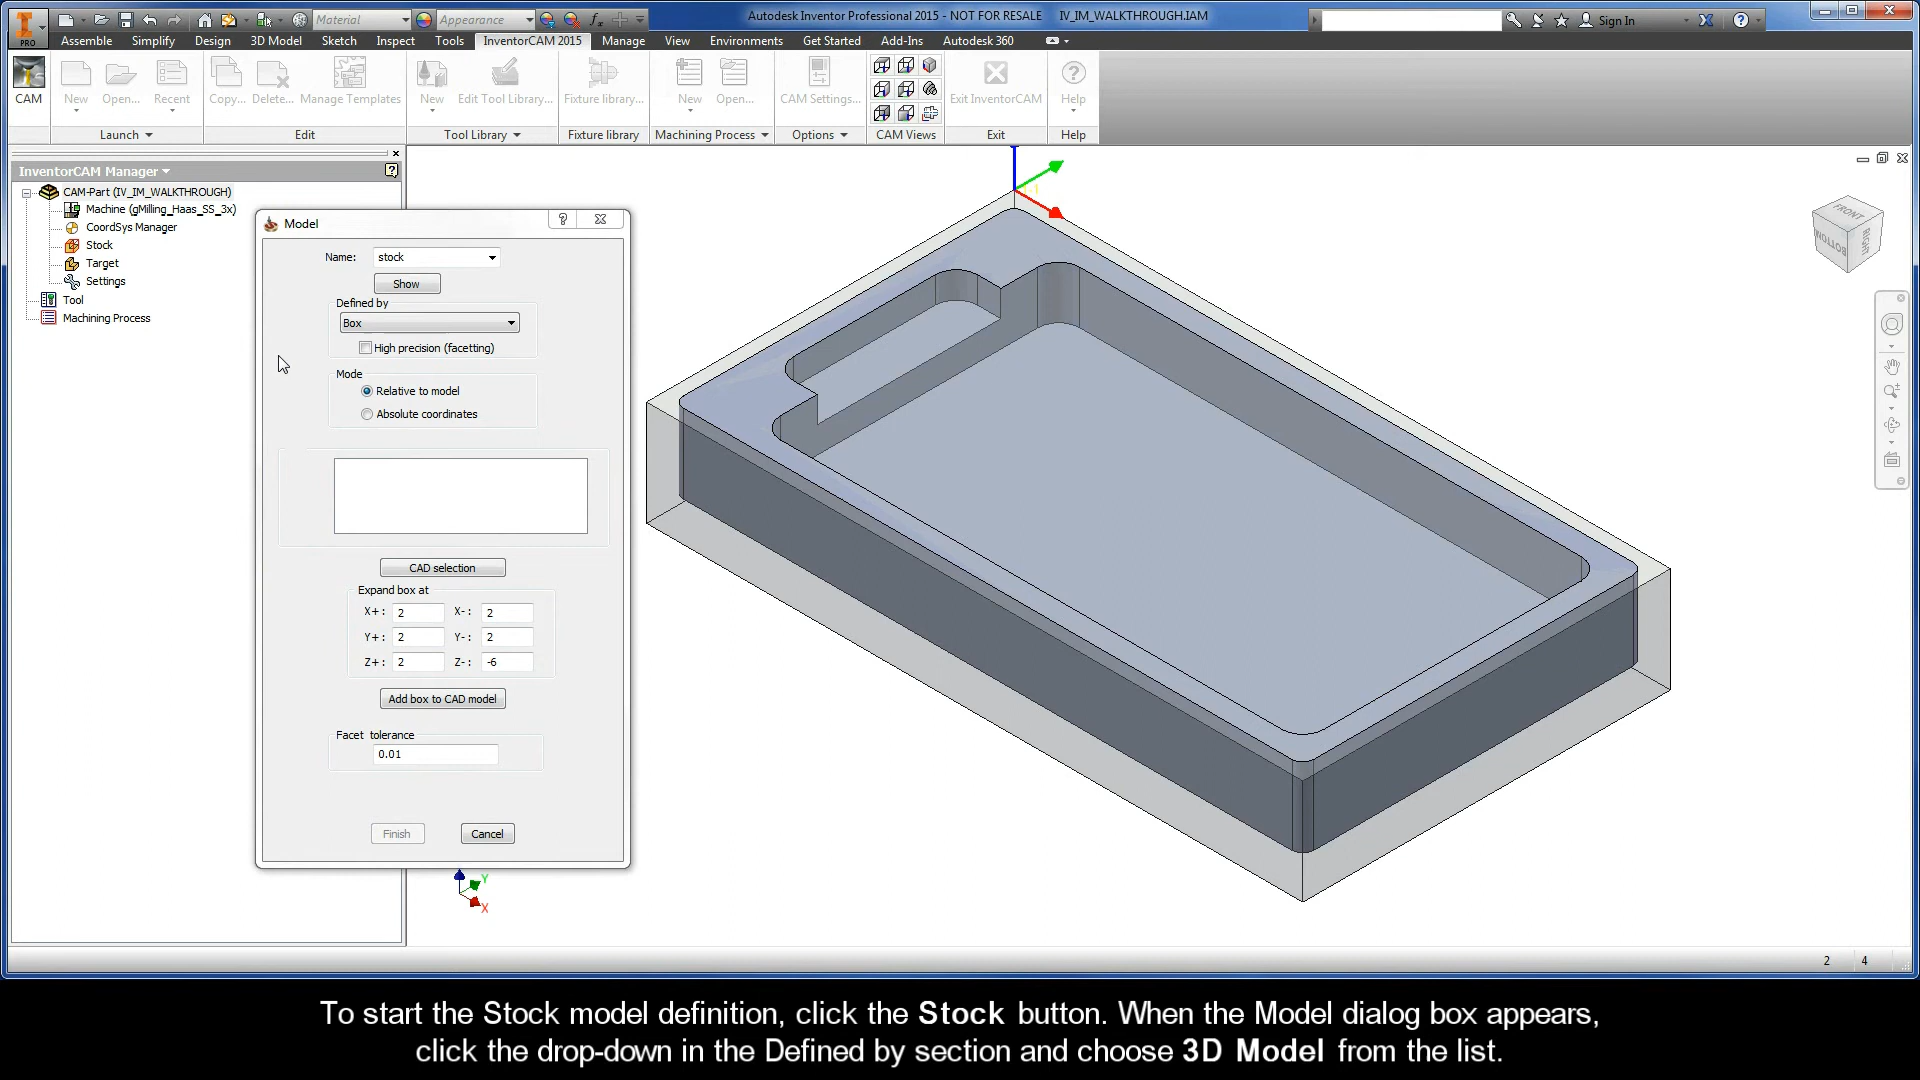 Material
Appearance
Autodesk Inventor Professional 2015 - NOT FOR RESALE IV_IM_WALKTHROUGH.IAM
Sign In
PRO
Assemble Simplify Design 3D Model Sketch Inspect Tools InventorCAM 2015 Manage View Environments Get Started Add-Ins Autodesk 360
CAM New Open... Recent Copy... Delete... Manage Templates New Edit Tool Library... Fixture library... New Open... CAM Settings... Exit InventorCAM Help
Launch Edit Tool Library Fixture library Machining Process Options CAM Views Exit Help
InventorCAM Manager
CAM-Part (IV_IM_WALKTHROUGH)
Machine (gMilling_Haas_SS_3x)
CoordSys Manager
Stock
Target
Settings
Tool
Machining Process
Model
Name: stock
Show
Defined by
Box
High precision (facetting)
Mode
Relative to model
Absolute coordinates
CAD selection
Expand box at
X+: 2 X-: 2
Y+: 2 Y-: 2
Z+: 2 Z-: -6
Add box to CAD model
Facet tolerance
0.01
Finish Cancel
Y
X
FRONT
BOTTOM
RIGHT
2 4
To start the Stock model definition, click the Stock button. When the Model dialog box appears,
click the drop-down in the Defined by section and choose 3D Model from the list.